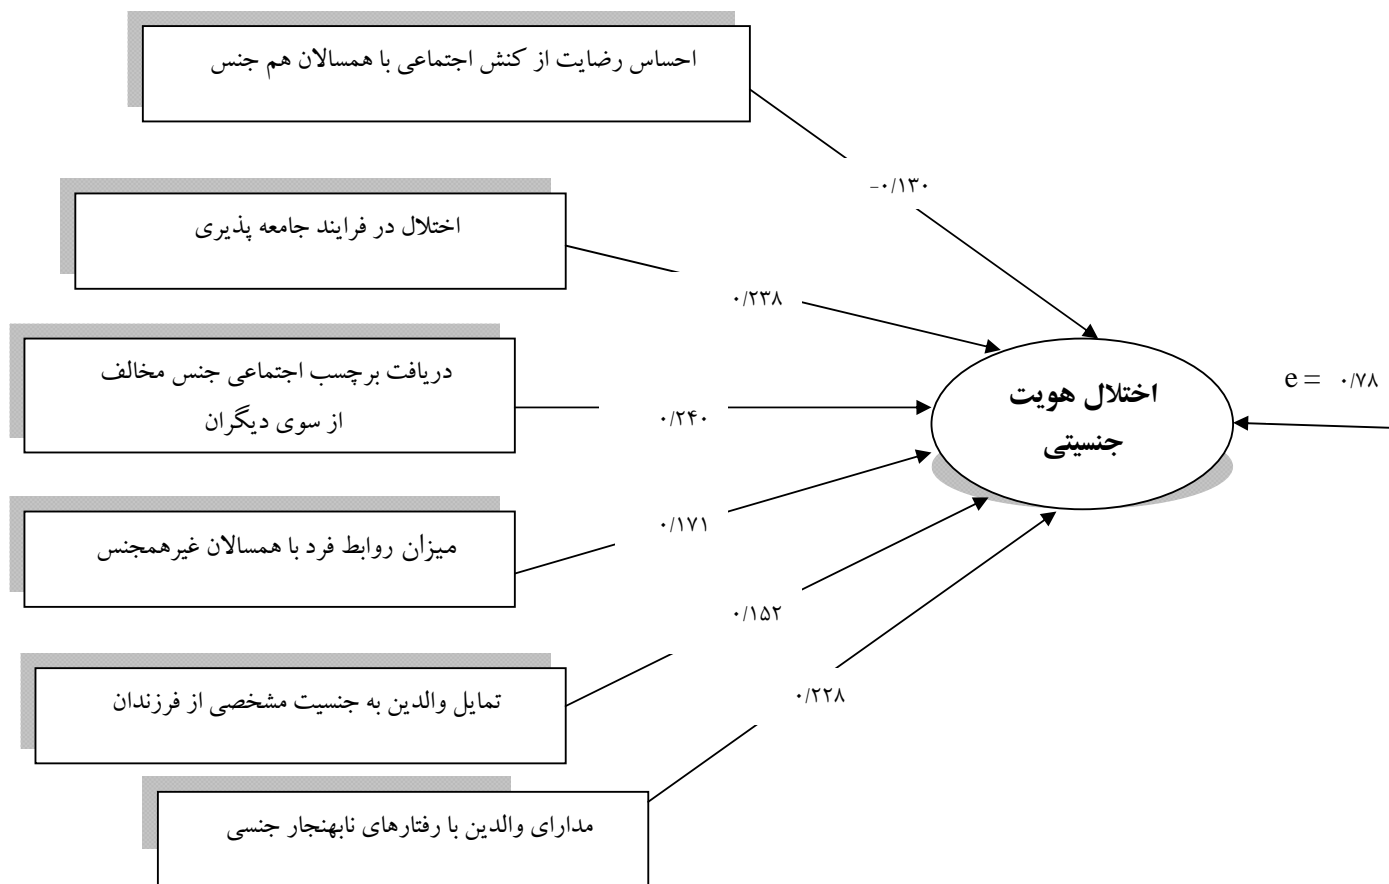 احساس رضایت از کنش اجتماعی با همسالان هم جنس
-۰/۱۳۰
اختلال در فرایند جامعه پذیری
۰/۲۳۸
دریافت برچسب اجتماعی جنس مخالف
از سوی دیگران
۰/۲۴۰
اختلال هویت
جنسیتی
e = ۰/۷۸
میزان روابط فرد با همسالان غیرهمجنس
۰/۱۷۱
تمایل والدین به جنسیت مشخصی از فرزندان
۰/۱۵۲
مدارای والدین با رفتارهای نابهنجار جنسی
۰/۲۲۸